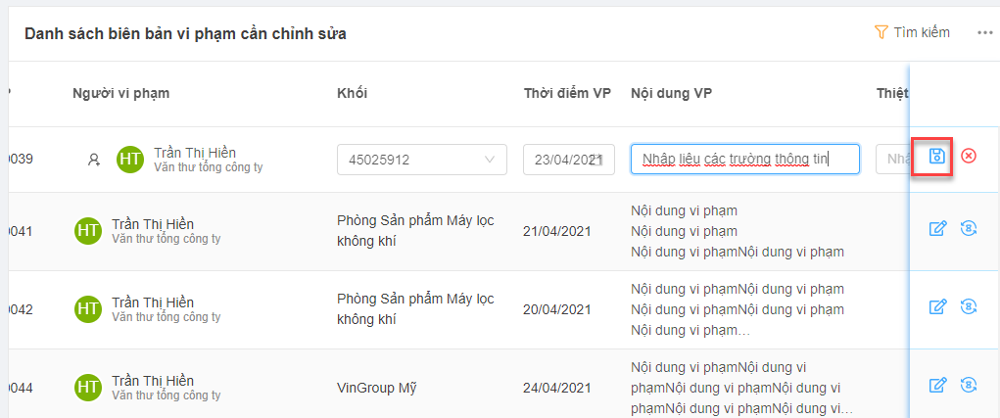 Danh sách biên bản vi phạm cần chỉnh sửa
Tìm kiếm
Người vi phạm Khối Thời điểm VP Nội dung VP Thiệt
0039 HT Trần Thị Hiền 45025912 23/04/2021 Nhập liệu các trường thông tin Nhậ
Văn thư tổng công ty
0041 HT Trần Thị Hiền Phòng Sản phẩm Máy lọc 21/04/2021 Nội dung vi phạm
Văn thư tổng công ty không khí Nội dung vi phạm
Nội dung vi phạmNội dung vi phạm
0042 HT Trần Thị Hiền Phòng Sản phẩm Máy lọc 20/04/2021 Nội dung vi phạmNội dung vi phạm
Văn thư tổng công ty không khí Nội dung vi phạmNội dung vi phạm
Nội dung vi phạm...
0044 HT Trần Thị Hiền VinGroup Mỹ 24/04/2021 Nội dung vi phạmNội dung vi
Văn thư tổng công ty phạmNội dung vi phạmNội dung vi
phạmNội dung vi phạmNội dung vi...